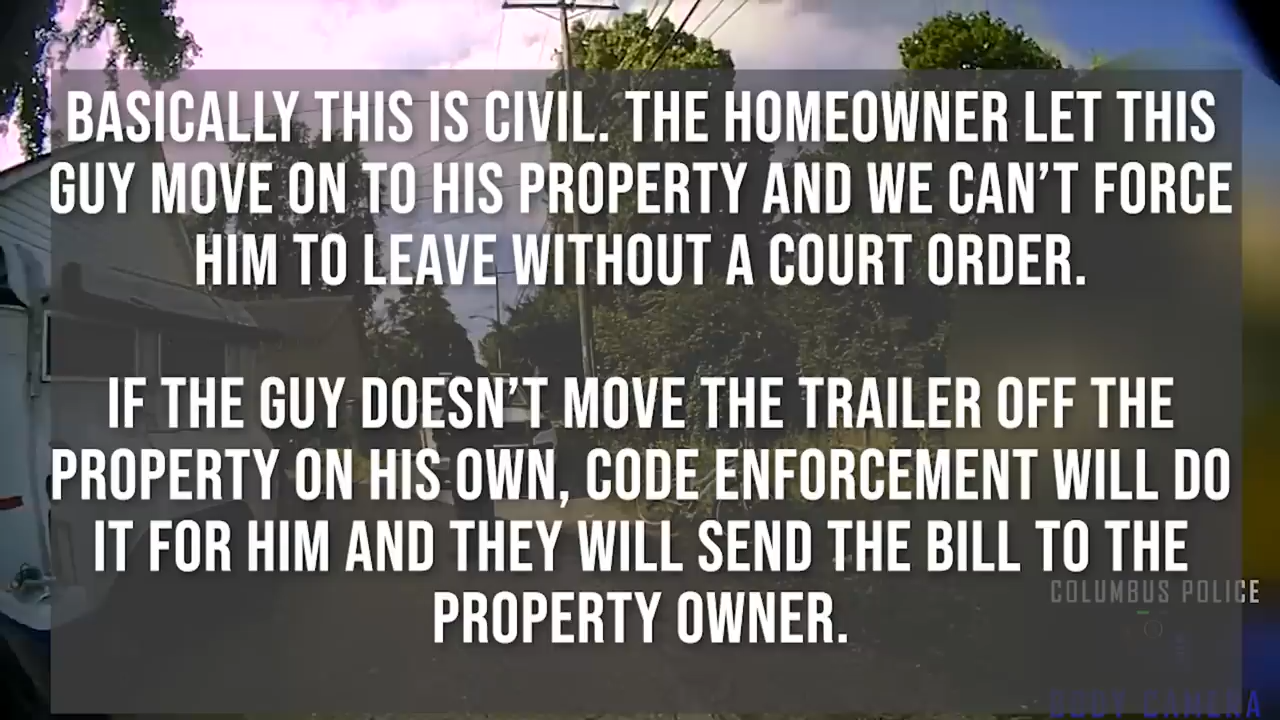 BASICALLY THIS IS CIVIL. THE HOMEOWNER LET THIS
GUY MOVE ON TO HIS PROPERTY AND WE CAN'T FORCE
HIM TO LEAVE WITHOUT A COURT ORDER.
IF THE GUY DOESN'T MOVE THE TRAILER OFF THE
PROPERTY ON HIS OWN, CODE ENFORCEMENT WILL DO
IT FOR HIM AND THEY WILL SEND THE BILL TO THE
PROPERTY OWNER.
COLUMBUS POLICE
BODY CAMERA